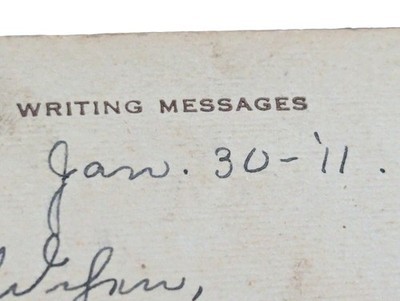 WRITING MESSAGES
Jan. 30-'11.